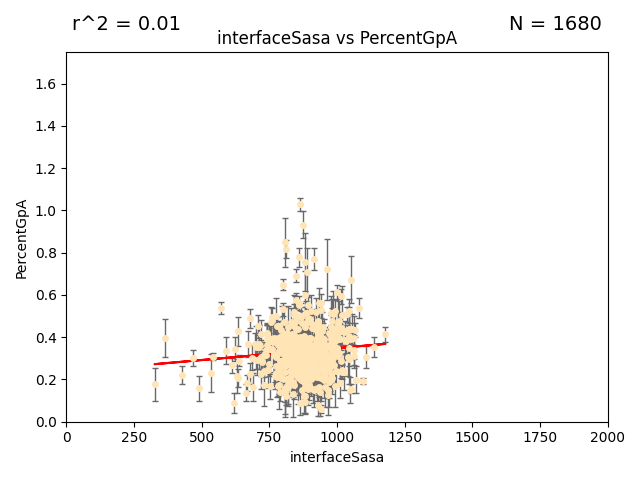 r^2 = 0.01
N = 1680
interfaceSasa vs PercentGpA
PercentGpA
1.6
1.4
1.2
1.0
0.8
0.6
0.4
0.2
0.0
0 250 500 750 1000 1250 1500 1750 2000
interfaceSasa